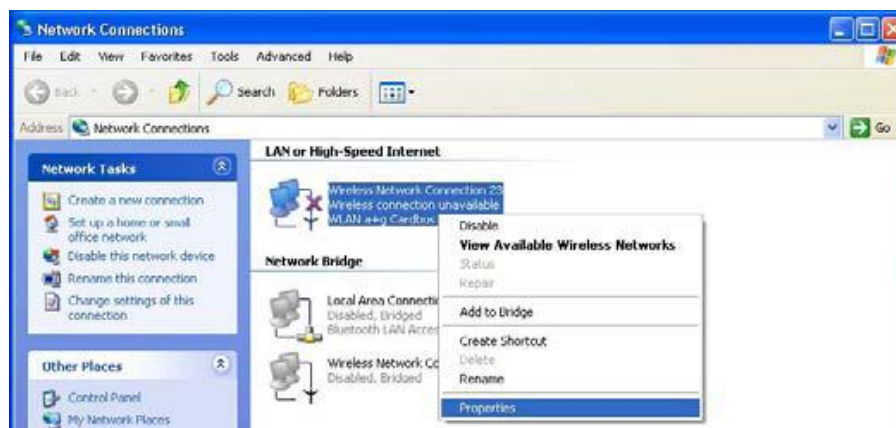 Network Connections
File Edit View Favorites Tools Advanced Help
Back Search Folders
Address Network Connections Go
Network Tasks
Create a new connection
Set up a home or small
office network
Disable this network device
Rename this connection
Change settings of this
connection
Other Places
Control Panel
My Network Places
LAN or High-Speed Internet
Wireless Network Connection 23
Wireless connection unavailable
WLAN a+g Cardbus
Network Bridge
Local Area Connectio
Disabled, Bridged
Bluetooth LAN Acces
Wireless Network Co
Disabled, Bridged
Disable
View Available Wireless Networks
Status
Repair
Add to Bridge
Create Shortcut
Delete
Rename
Properties